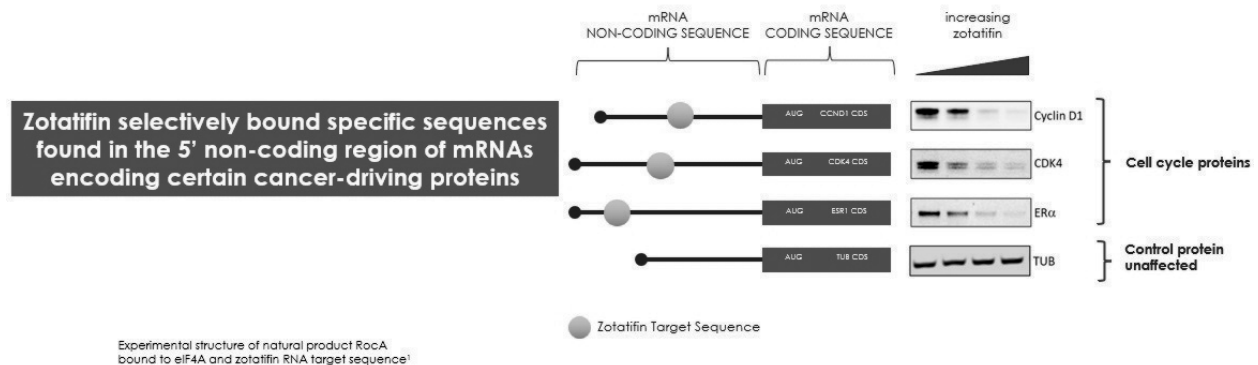 mRNA
NON-CODING SEQUENCE
mRNA
CODING SEQUENCE
increasing
zotatifin
Zotatifin selectively bound specific sequences
found in the 5' non-coding region of mRNAs
encoding certain cancer-driving proteins
AUG CCND1 CDS
Cyclin D1
AUG CDK4 CDS
CDK4
Cell cycle proteins
AUG ESR1 CDS
ERα
AUG TUB CDS
TUB
Control protein
unaffected
Zotatifin Target Sequence
Experimental structure of natural product RocA
bound to eIF4A and zotatifin RNA target sequence¹